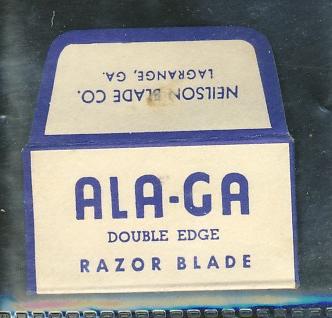 NEILSON BLADE CO.
LAGRANGE, GA.
ALA-GA
DOUBLE EDGE
RAZOR BLADE